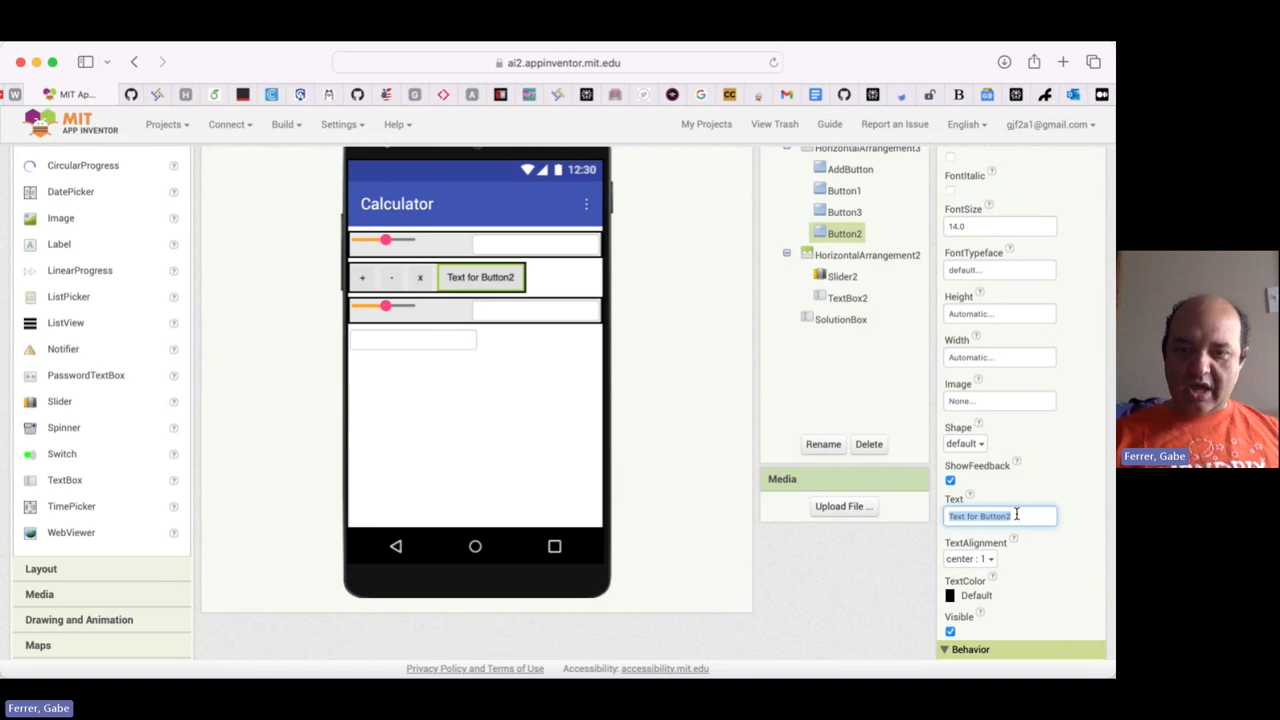 ai2.appinventor.mit.edu
MIT Ap...
MIT
APP INVENTOR
Projects
Connect
Build
Settings
Help
My Projects
View Trash
Guide
Report an Issue
English
gjf2a1@gmail.com
CircularProgress
DatePicker
Image
Label
LinearProgress
ListPicker
ListView
Notifier
PasswordTextBox
Slider
Spinner
Switch
TextBox
TimePicker
WebViewer
Layout
Media
Drawing and Animation
Maps
12:30
Calculator
+ - x Text for Button2
HorizontalArrangement3
AddButton
Button1
Button3
Button2
HorizontalArrangement2
Slider2
TextBox2
SolutionBox
Rename Delete
Media
Upload File ...
FontItalic
FontSize
14.0
FontTypeface
default...
Height
Automatic...
Width
Automatic...
Image
None...
Shape
default
ShowFeedback
Text
Text for Button2
TextAlignment
center : 1
TextColor
Default
Visible
Behavior
Privacy Policy and Terms of Use
Accessibility: accessibility.mit.edu
Ferrer, Gabe
Ferrer, Gabe